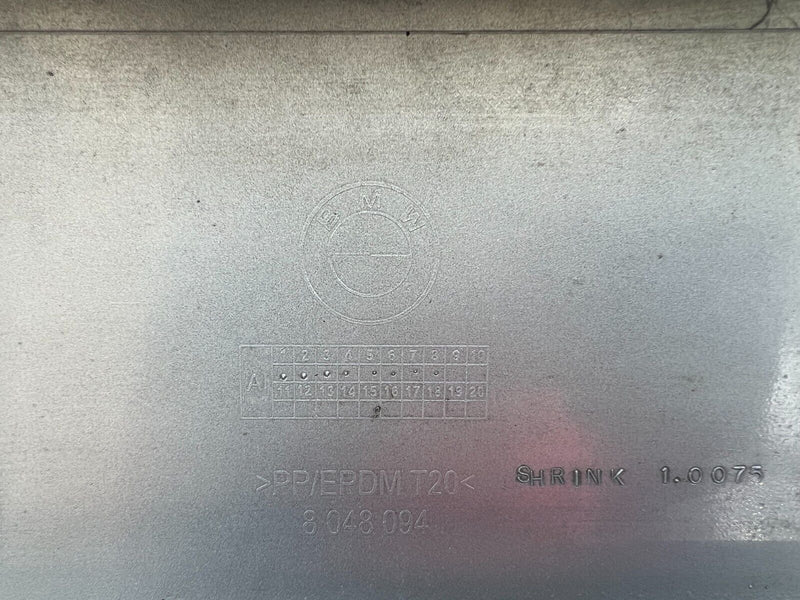 BMW
1 2 3 4 5 6 7 8 9 10
A
11 12 13 14 15 16 17 18 19 20
>PP/EPDM T20< SHRINK 1.0075
8 048 094